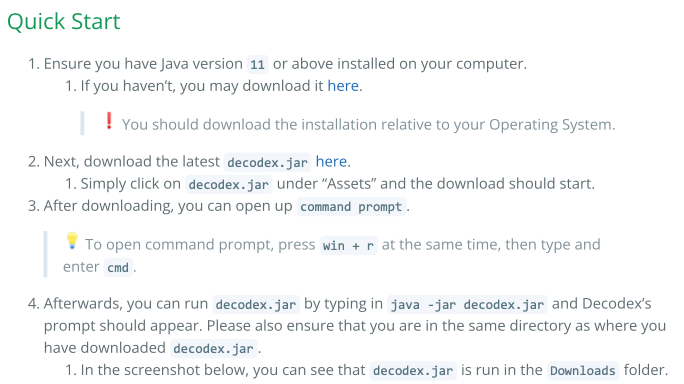 Quick Start
1. Ensure you have Java version 11 or above installed on your computer.
1. If you haven’t, you may download it here.
❗ You should download the installation relative to your Operating System.
2. Next, download the latest decodex.jar here.
1. Simply click on decodex.jar under “Assets” and the download should start.
3. After downloading, you can open up command prompt.
💡 To open command prompt, press win + r at the same time, then type and
enter cmd.
4. Afterwards, you can run decodex.jar by typing in java -jar decodex.jar and Decodex’s
prompt should appear. Please also ensure that you are in the same directory as where you
have downloaded decodex.jar.
1. In the screenshot below, you can see that decodex.jar is run in the Downloads folder.